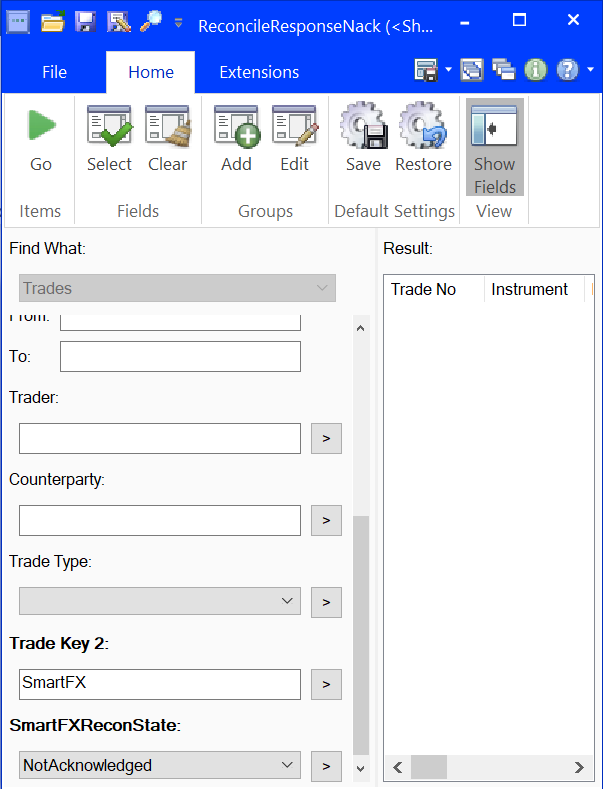 ReconcileResponseNack (<Sh...
File Home Extensions
Go Select Clear Add Edit Save Restore Show Fields
Items Fields Groups Default Settings View
Find What:
Trades
From:
To:
Trader:
>
Counterparty:
>
Trade Type:
>
Trade Key 2:
SmartFX >
SmartFXReconState:
NotAcknowledged >
Result:
Trade No Instrument